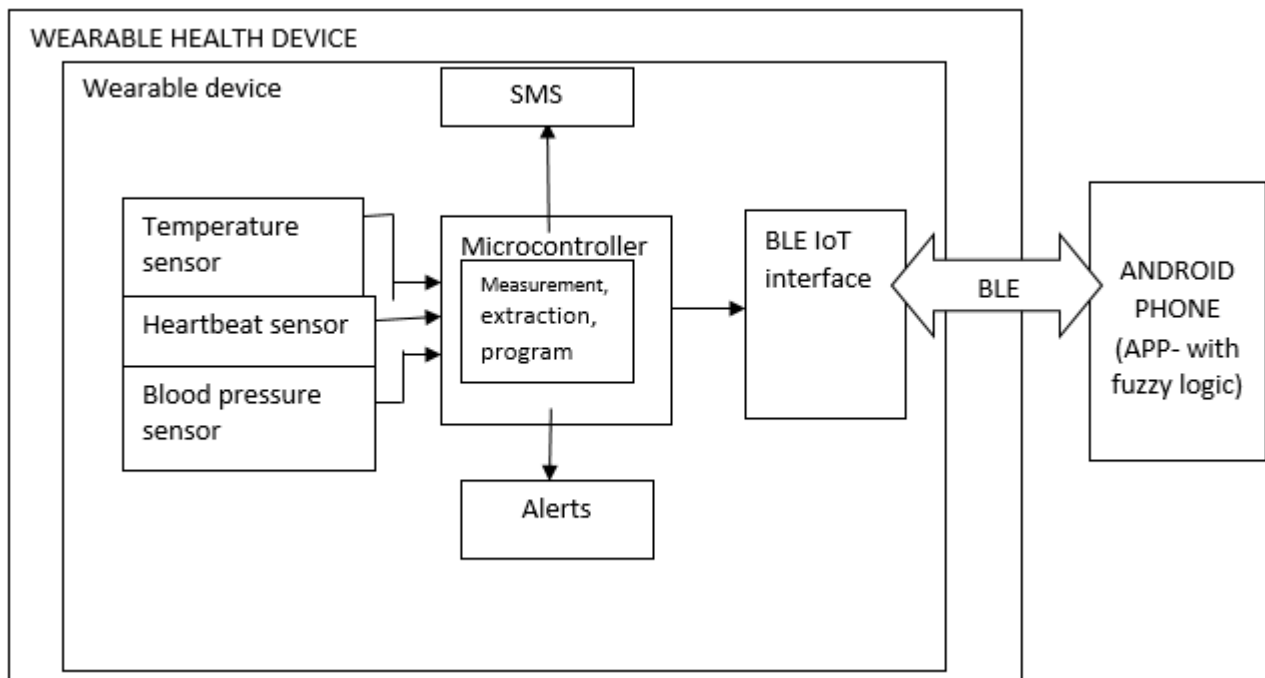 WEARABLE HEALTH DEVICE
Wearable device
SMS
Temperature
sensor
Heartbeat sensor
Blood pressure
sensor
Microcontroller
Measurement,
extraction,
program
Alerts
BLE IoT
interface
BLE
ANDROID
PHONE
(APP- with
fuzzy logic)